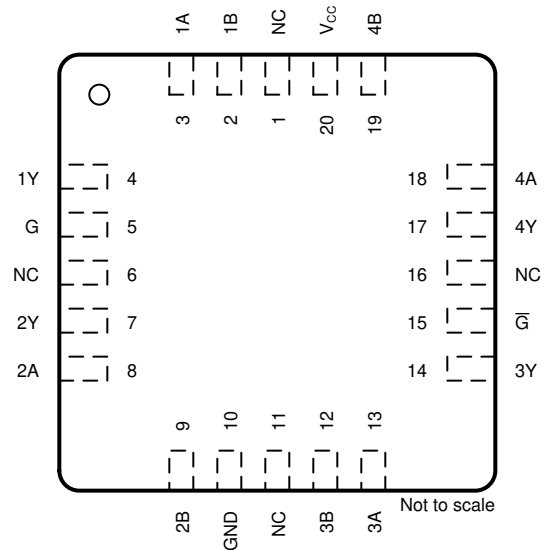 1A 1B NC VCC 4B
3 2 1 20 19
1Y 4 18 4A
G 5 17 4Y
NC 6 16 NC
2Y 7 15 G̅
2A 8 14 3Y
9 10 11 12 13
Not to scale
2B GND NC 3B 3A